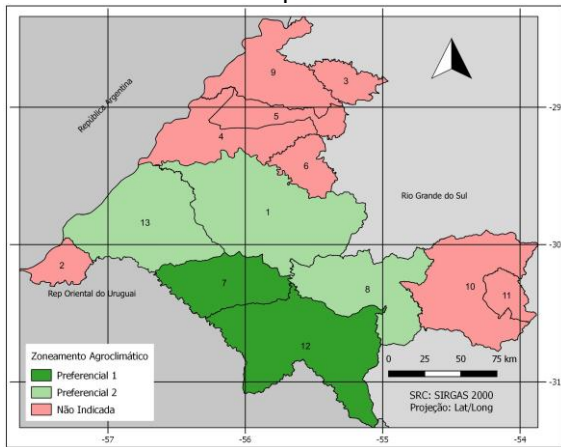 República Argentina
Rio Grande do Sul
Rep Oriental do Uruguai
9
3
5
4
6
1
13
2
7
8
10
11
12
-29
-30
-31
-57
-56
-55
-54
Zoneamento Agroclimático
Preferencial 1
Preferencial 2
Não Indicada
0 25 50 75 km
SRC: SIRGAS 2000
Projeção: Lat/Long